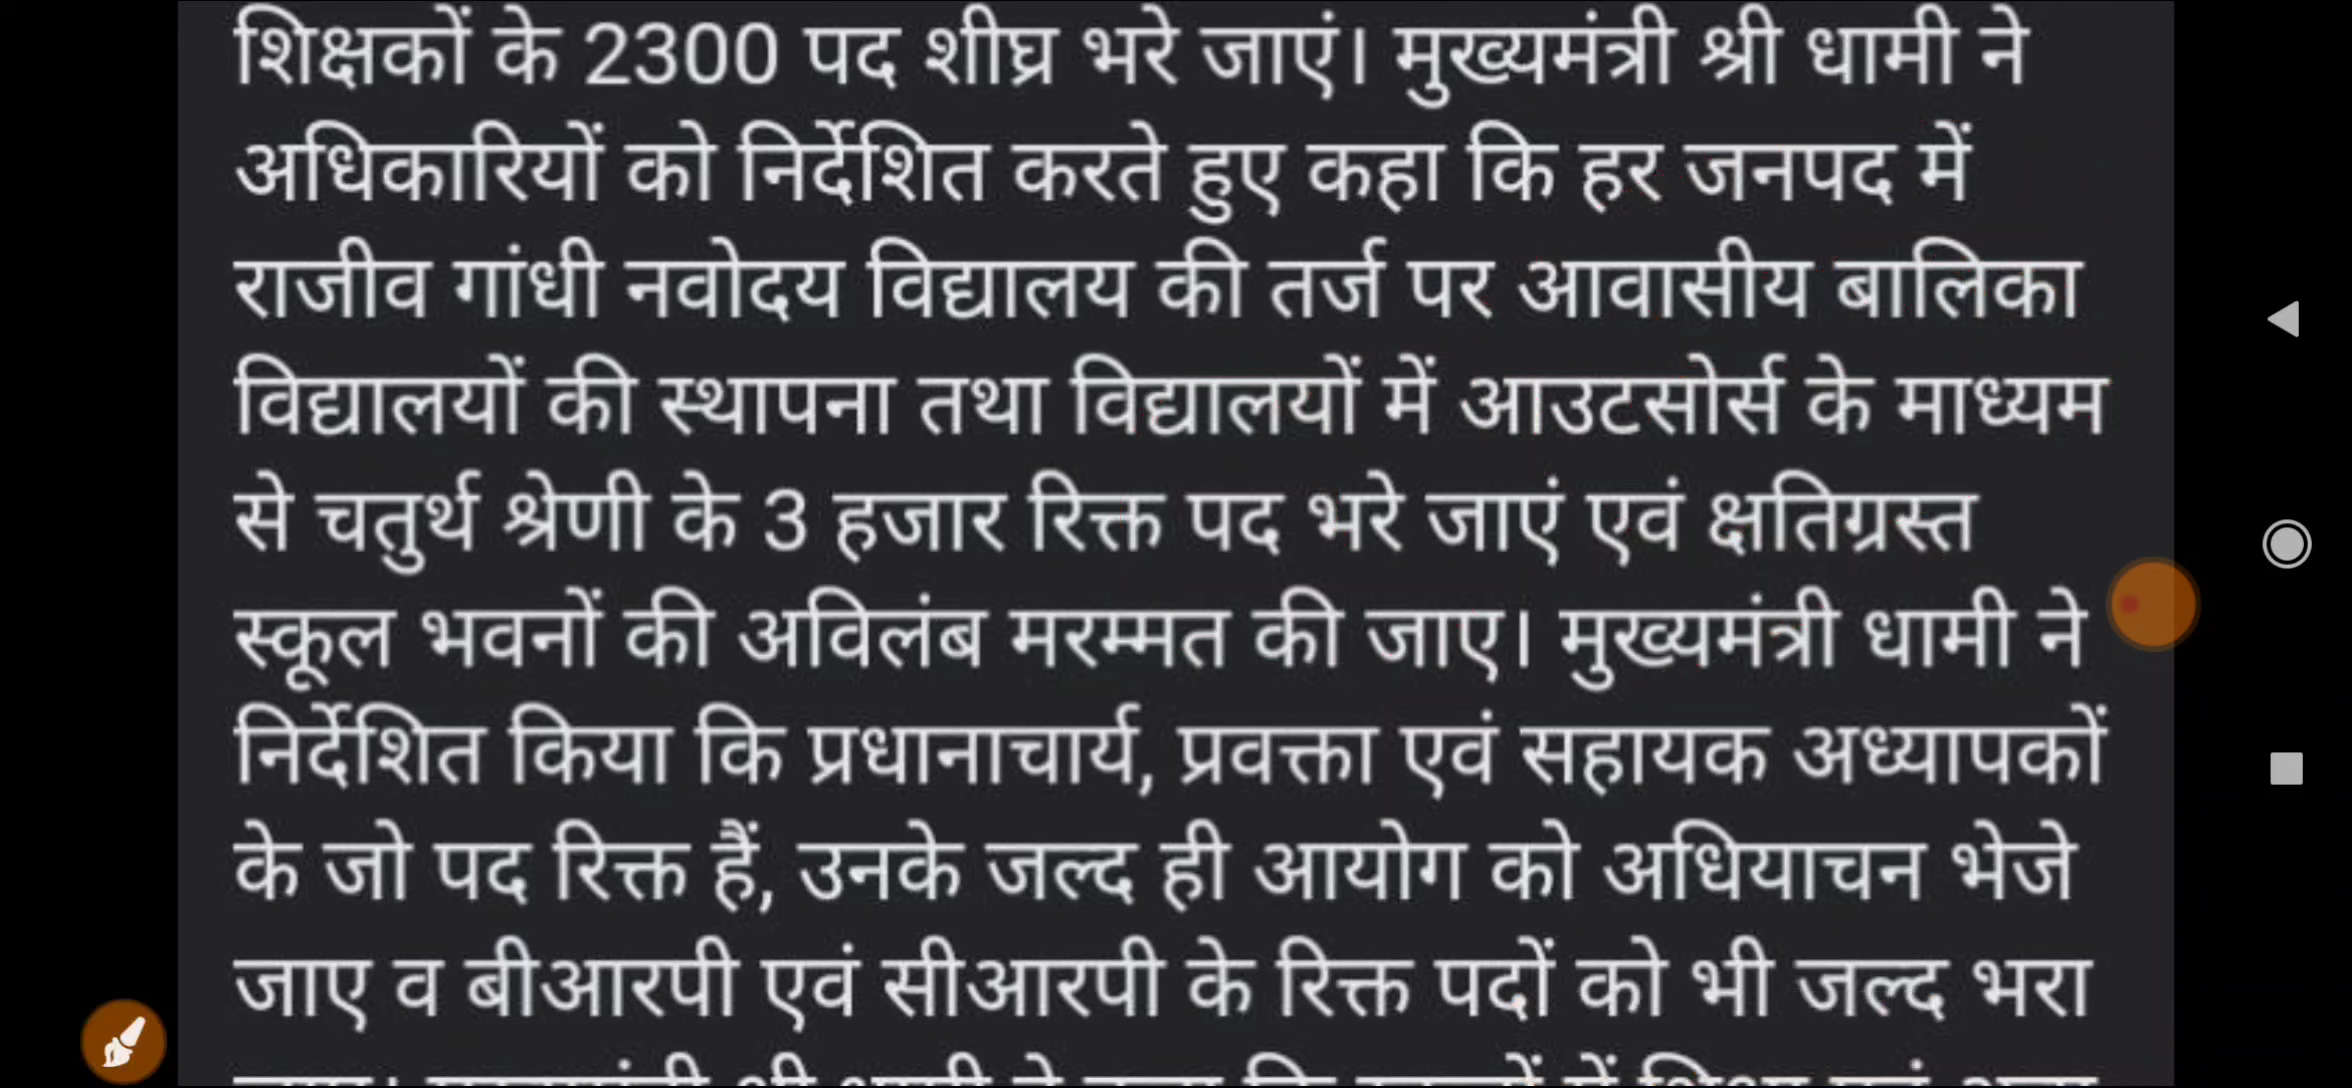 शिक्षकों के 2300 पद शीघ्र भरे जाएं। मुख्यमंत्री श्री धामी ने
अधिकारियों को निर्देशित करते हुए कहा कि हर जनपद में
राजीव गांधी नवोदय विद्यालय की तर्ज पर आवासीय बालिका
विद्यालयों की स्थापना तथा विद्यालयों में आउटसोर्स के माध्यम
से चतुर्थ श्रेणी के 3 हजार रिक्त पद भरे जाएं एवं क्षतिग्रस्त
स्कूल भवनों की अविलंब मरम्मत की जाए। मुख्यमंत्री धामी ने
निर्देशित किया कि प्रधानाचार्य, प्रवक्ता एवं सहायक अध्यापकों
के जो पद रिक्त हैं, उनके जल्द ही आयोग को अधियाचन भेजे
जाए व बीआरपी एवं सीआरपी के रिक्त पदों को भी जल्द भरा